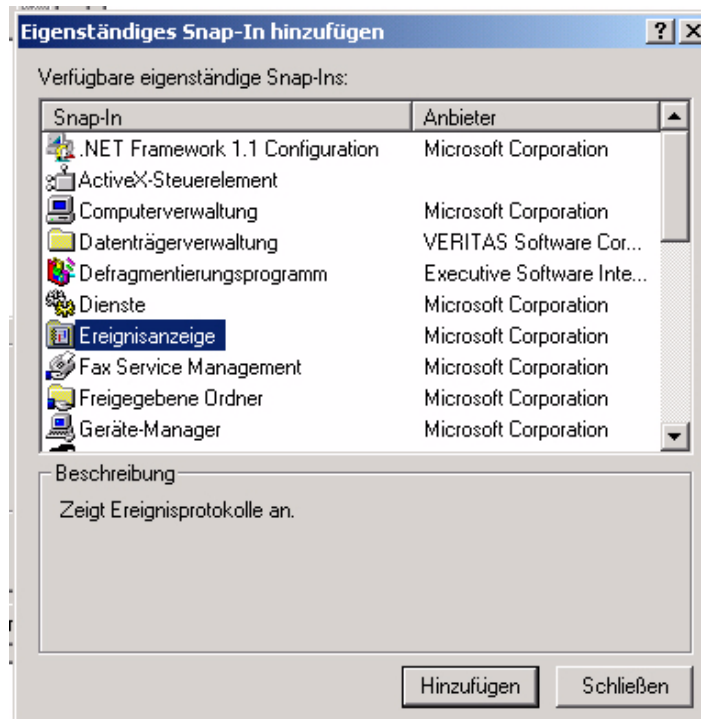 Eigenständiges Snap-In hinzufügen
Verfügbare eigenständige Snap-Ins:
Snap-In Anbieter
.NET Framework 1.1 Configuration Microsoft Corporation
ActiveX-Steuerelement
Computerverwaltung Microsoft Corporation
Datenträgerverwaltung VERITAS Software Cor...
Defragmentierungsprogramm Executive Software Inte...
Dienste Microsoft Corporation
Ereignisanzeige Microsoft Corporation
Fax Service Management Microsoft Corporation
Freigegebene Ordner Microsoft Corporation
Geräte-Manager Microsoft Corporation
Beschreibung
Zeigt Ereignisprotokolle an.
Hinzufügen Schließen